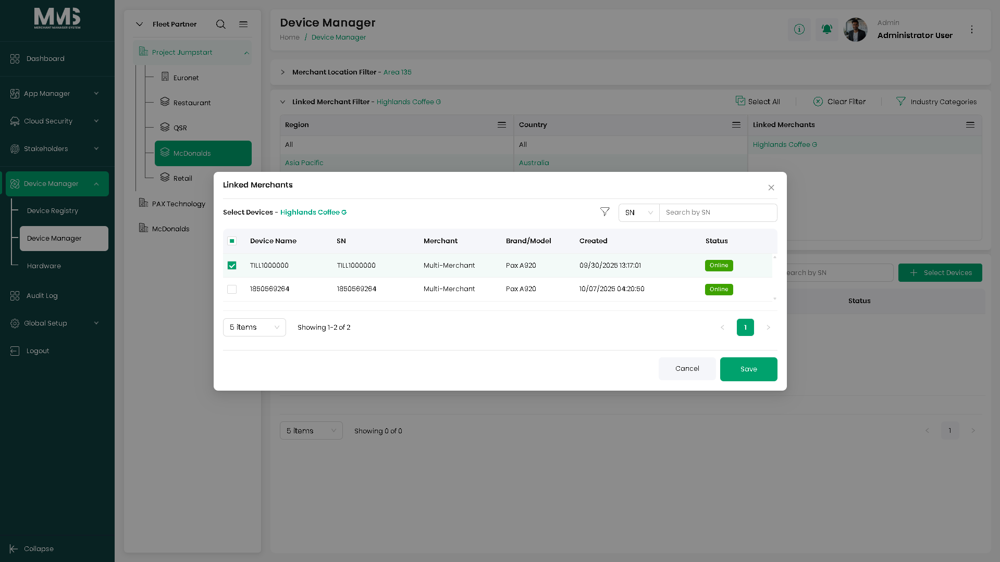 MMS
MERCHANT MANAGER SYSTEM
Dashboard
App Manager
Cloud Security
Stakeholders
Device Manager
Device Registry
Device Manager
Hardware
Audit Log
Global Setup
Logout
Collapse
Fleet Partner
Project Jumpstart
Euronet
Restaurant
QSR
McDonalds
Retail
PAX Technology
McDonalds
Device Manager
Home / Device Manager
Admin
Administrator User
Merchant Location Filter - Area 135
Linked Merchant Filter - Highlands Coffee G
Select All
Clear Filter
Industry Categories
Region Country Linked Merchants
All All Highlands Coffee G
Asia Pacific Australia
Linked Merchants
Select Devices - Highlands Coffee G
SN
Search by SN
Device Name SN Merchant Brand/Model Created Status
TILL1000000 TILL1000000 Multi-Merchant Pax A920 09/30/2025 13:17:01 Online
1850569264 1850569264 Multi-Merchant Pax A920 10/07/2025 04:20:50 Online
5 items
Showing 1-2 of 2
1
Cancel
Save
earch by SN
Select Devices
Status
5 items
Showing 0 of 0
1